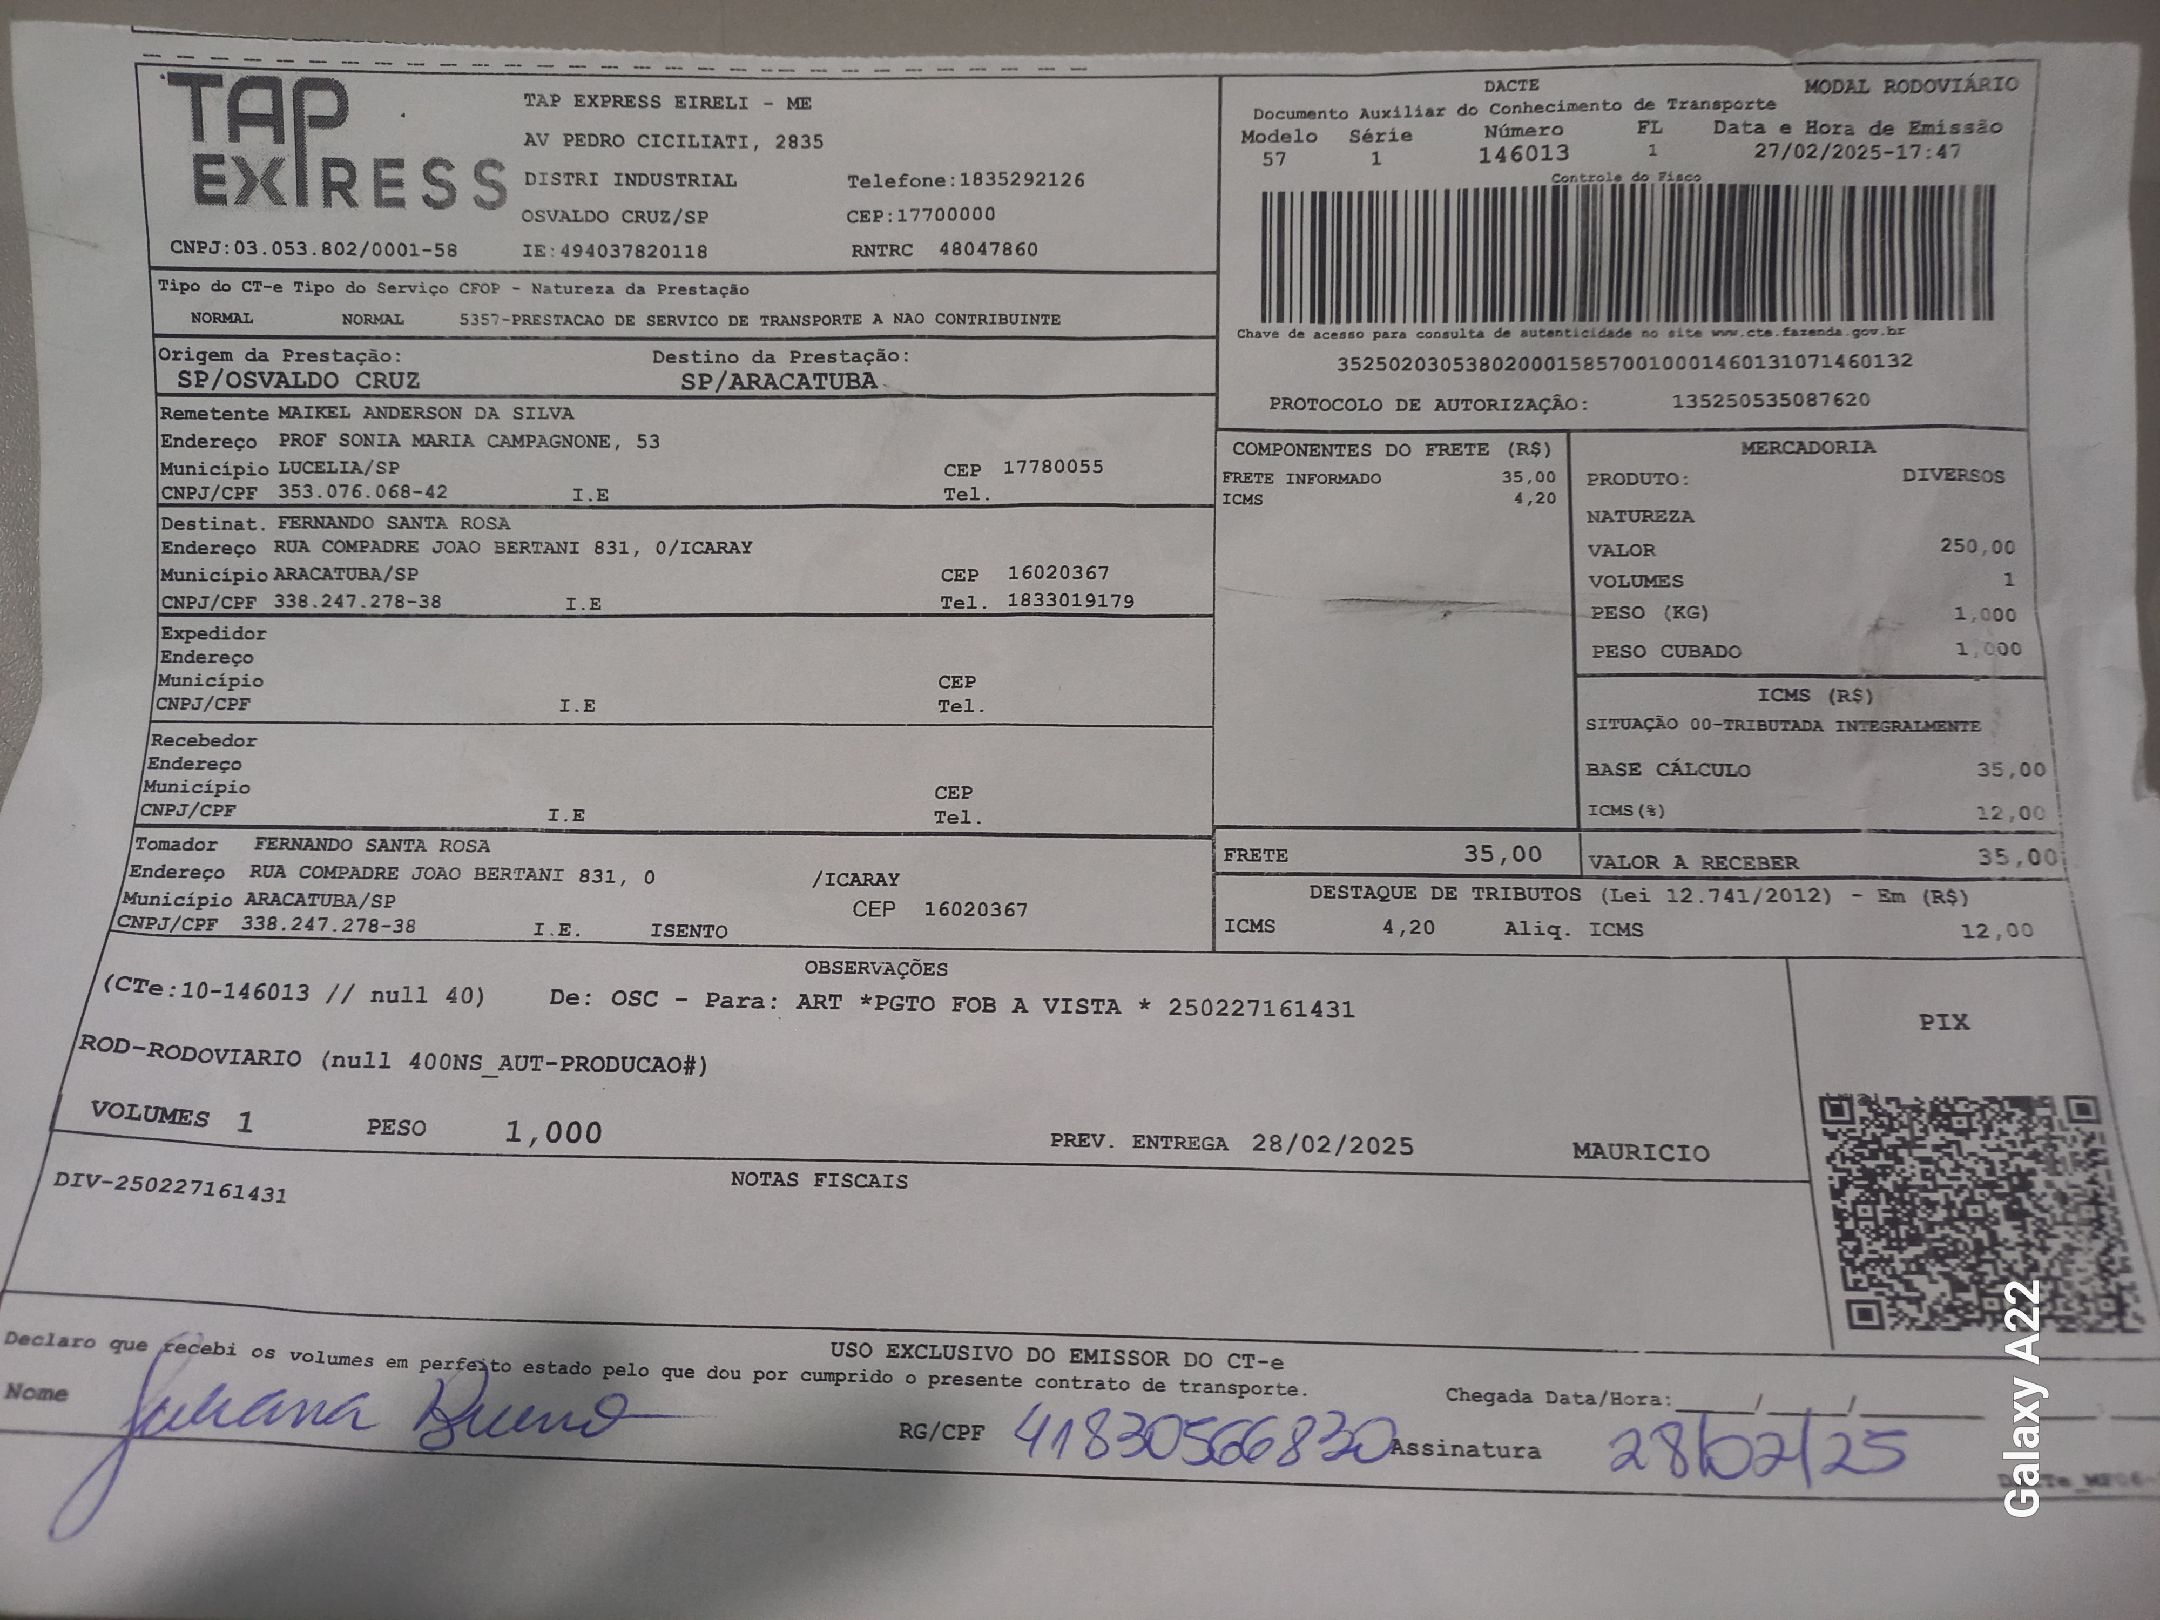 TAP EXPRESS
TAP EXPRESS EIRELI - ME
AV PEDRO CICILIATI, 2835
DISTRI INDUSTRIAL Telefone:1835292126
OSVALDO CRUZ/SP CEP:17700000
CNPJ:03.053.802/0001-58 IE:494037820118 RNTRC 48047860
DACTE MODAL RODOVIÁRIO
Documento Auxiliar do Conhecimento de Transporte
Modelo Série Número FL Data e Hora de Emissão
57 1 146013 1 27/02/2025-17:47
Controle do Fisco
Chave de acesso para consulta de autenticidade no site www.cte.fazenda.gov.br
35250203053802000158570010001460131071460132
PROTOCOLO DE AUTORIZAÇÃO: 135250535087620
Tipo do CT-e Tipo do Serviço CFOP - Natureza da Prestação
NORMAL NORMAL 5357-PRESTACAO DE SERVICO DE TRANSPORTE A NAO CONTRIBUINTE
Origem da Prestação: Destino da Prestação:
SP/OSVALDO CRUZ SP/ARACATUBA
Remetente MAIKEL ANDERSON DA SILVA
Endereço PROF SONIA MARIA CAMPAGNONE, 53
Município LUCELIA/SP CEP 17780055
CNPJ/CPF 353.076.068-42 I.E Tel.
Destinat. FERNANDO SANTA ROSA
Endereço RUA COMPADRE JOAO BERTANI 831, 0/ICARAY
Município ARACATUBA/SP CEP 16020367
CNPJ/CPF 338.247.278-38 I.E Tel. 1833019179
Expedidor
Endereço
Município CEP
CNPJ/CPF I.E Tel.
Recebedor
Endereço
Município CEP
CNPJ/CPF I.E Tel.
Tomador FERNANDO SANTA ROSA
Endereço RUA COMPADRE JOAO BERTANI 831, 0 /ICARAY
Município ARACATUBA/SP CEP 16020367
CNPJ/CPF 338.247.278-38 I.E. ISENTO
COMPONENTES DO FRETE (R$)
FRETE INFORMADO 35,00
ICMS 4,20
MERCADORIA
PRODUTO: DIVERSOS
NATUREZA
VALOR 250,00
VOLUMES 1
PESO (KG) 1,000
PESO CUBADO 1,000
ICMS (R$)
SITUAÇÃO 00-TRIBUTADA INTEGRALMENTE
BASE CÁLCULO 35,00
ICMS(%) 12,00
FRETE 35,00 VALOR A RECEBER 35,00
DESTAQUE DE TRIBUTOS (Lei 12.741/2012) - Em (R$)
ICMS 4,20 Aliq. ICMS 12,00
OBSERVAÇÕES
(CTe:10-146013 // null 40) De: OSC - Para: ART *PGTO FOB A VISTA * 250227161431
ROD-RODOVIARIO (null 400NS_AUT-PRODUCAO#)
VOLUMES 1 PESO 1,000 PREV. ENTREGA 28/02/2025 MAURICIO
PIX
NOTAS FISCAIS
DIV-250227161431
USO EXCLUSIVO DO EMISSOR DO CT-e
Declaro que recebi os volumes em perfeito estado pelo que dou por cumprido o presente contrato de transporte.
Chegada Data/Hora:____/____/____
Nome Juliana Bueno RG/CPF 41830566830 Assinatura 28/02/25
Galaxy A22